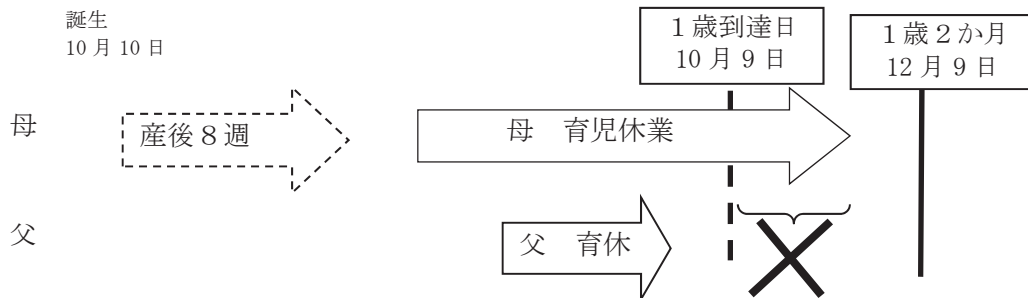 誕生
10月10日
１歳到達日
10月9日
１歳２か月
12月9日
母
産後８週
母　育児休業
父
父　育休